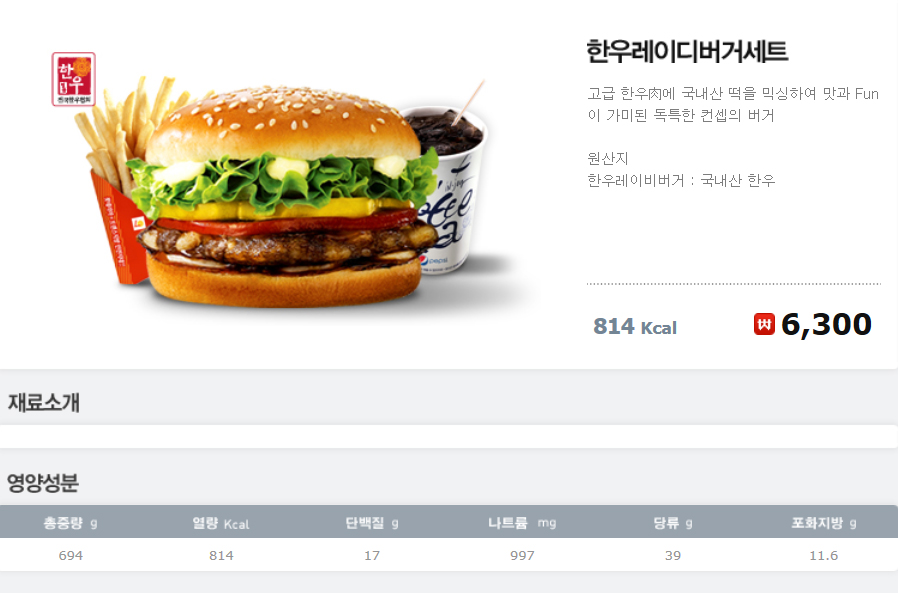 한우레이디버거세트
한우
고급 한우肉에 국내산 떡을 믹싱하여 맛과 Fun
이 가미된 독특한 컨셉의 버거
원산지
한우레이비버거 : 국내산 한우
pepsi
814 Kcal
₩ 6,300
재료소개
영양성분
총중량 g 열량 Kcal 단백질 g 나트륨 mg 당류 g 포화지방 g
694 814 17 997 39 11.6